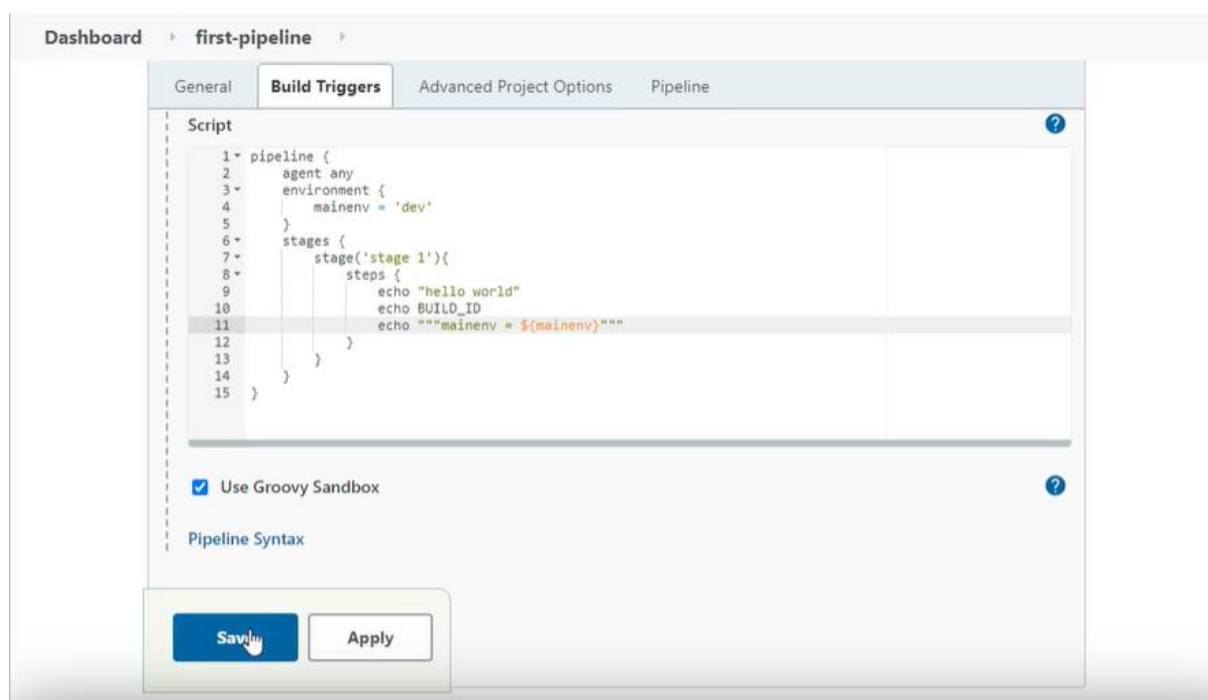 Dashboard first-pipeline
General Build Triggers Advanced Project Options Pipeline
Script ?
1 pipeline {
2 agent any
3 environment {
4 mainenv = 'dev'
5 }
6 stages {
7 stage('stage 1'){
8 steps {
9 echo "hello world"
10 echo BUILD_ID
11 echo """mainenv = ${mainenv}"""
12 }
13 }
14 }
15 }
Use Groovy Sandbox ?
Pipeline Syntax
Save Apply